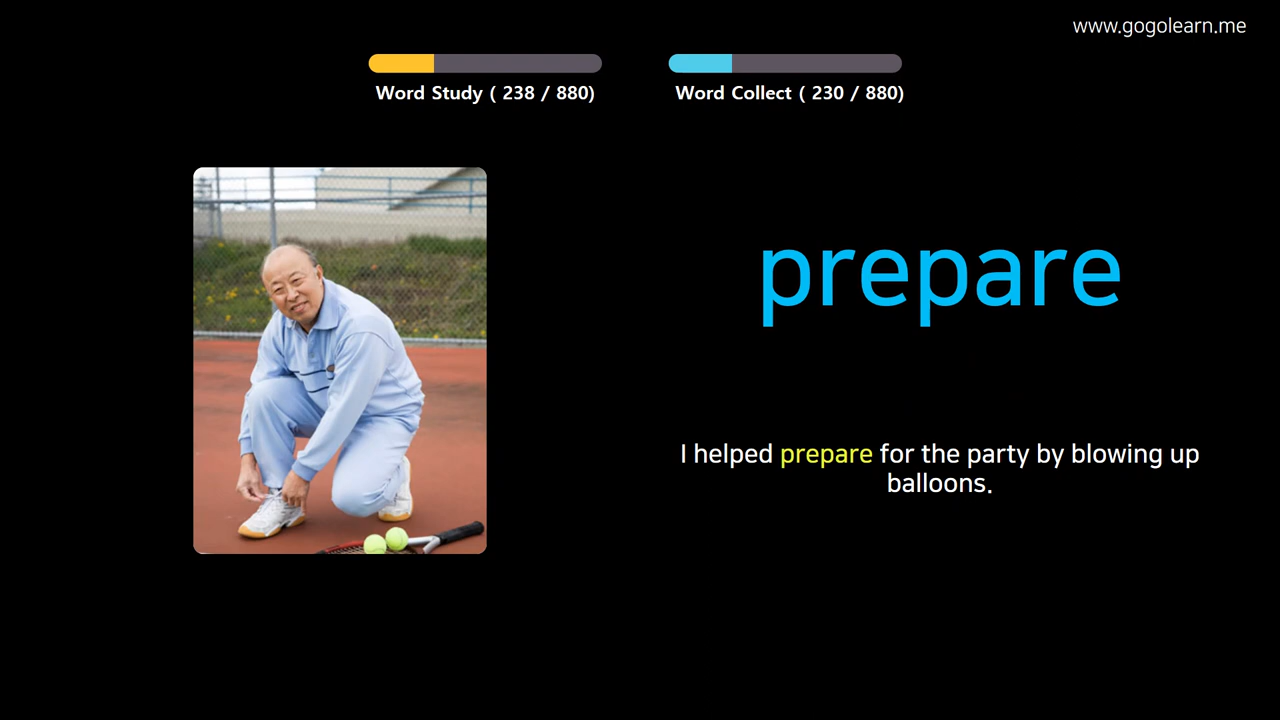 www.gogolearn.me
Word Study ( 238 / 880)
Word Collect ( 230 / 880)
prepare
I helped prepare for the party by blowing up
balloons.